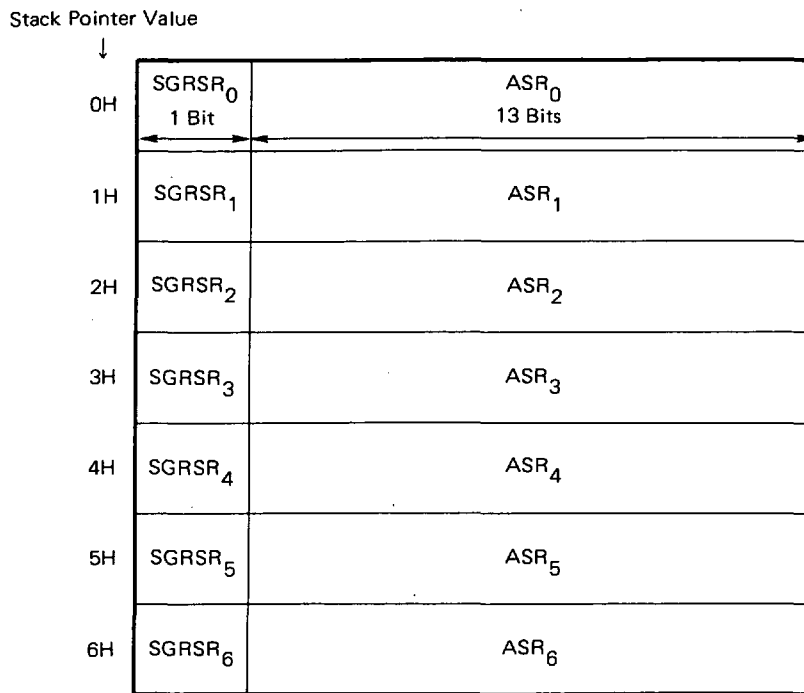 Stack Pointer Value
↓
0H SGRSR0 ASR0
1 Bit 13 Bits
1H SGRSR1 ASR1
2H SGRSR2 ASR2
3H SGRSR3 ASR3
4H SGRSR4 ASR4
5H SGRSR5 ASR5
6H SGRSR6 ASR6